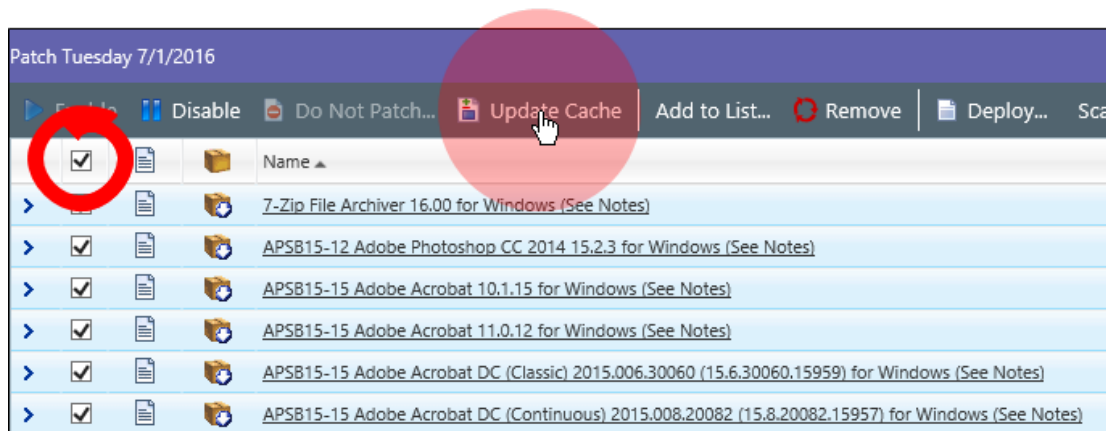 Patch Tuesday 7/1/2016
Enable Disable Do Not Patch... Update Cache Add to List... Remove Deploy... Sca
Name
7-Zip File Archiver 16.00 for Windows (See Notes)
APSB15-12 Adobe Photoshop CC 2014 15.2.3 for Windows (See Notes)
APSB15-15 Adobe Acrobat 10.1.15 for Windows (See Notes)
APSB15-15 Adobe Acrobat 11.0.12 for Windows (See Notes)
APSB15-15 Adobe Acrobat DC (Classic) 2015.006.30060 (15.6.30060.15959) for Windows (See Notes)
APSB15-15 Adobe Acrobat DC (Continuous) 2015.008.20082 (15.8.20082.15957) for Windows (See Notes)